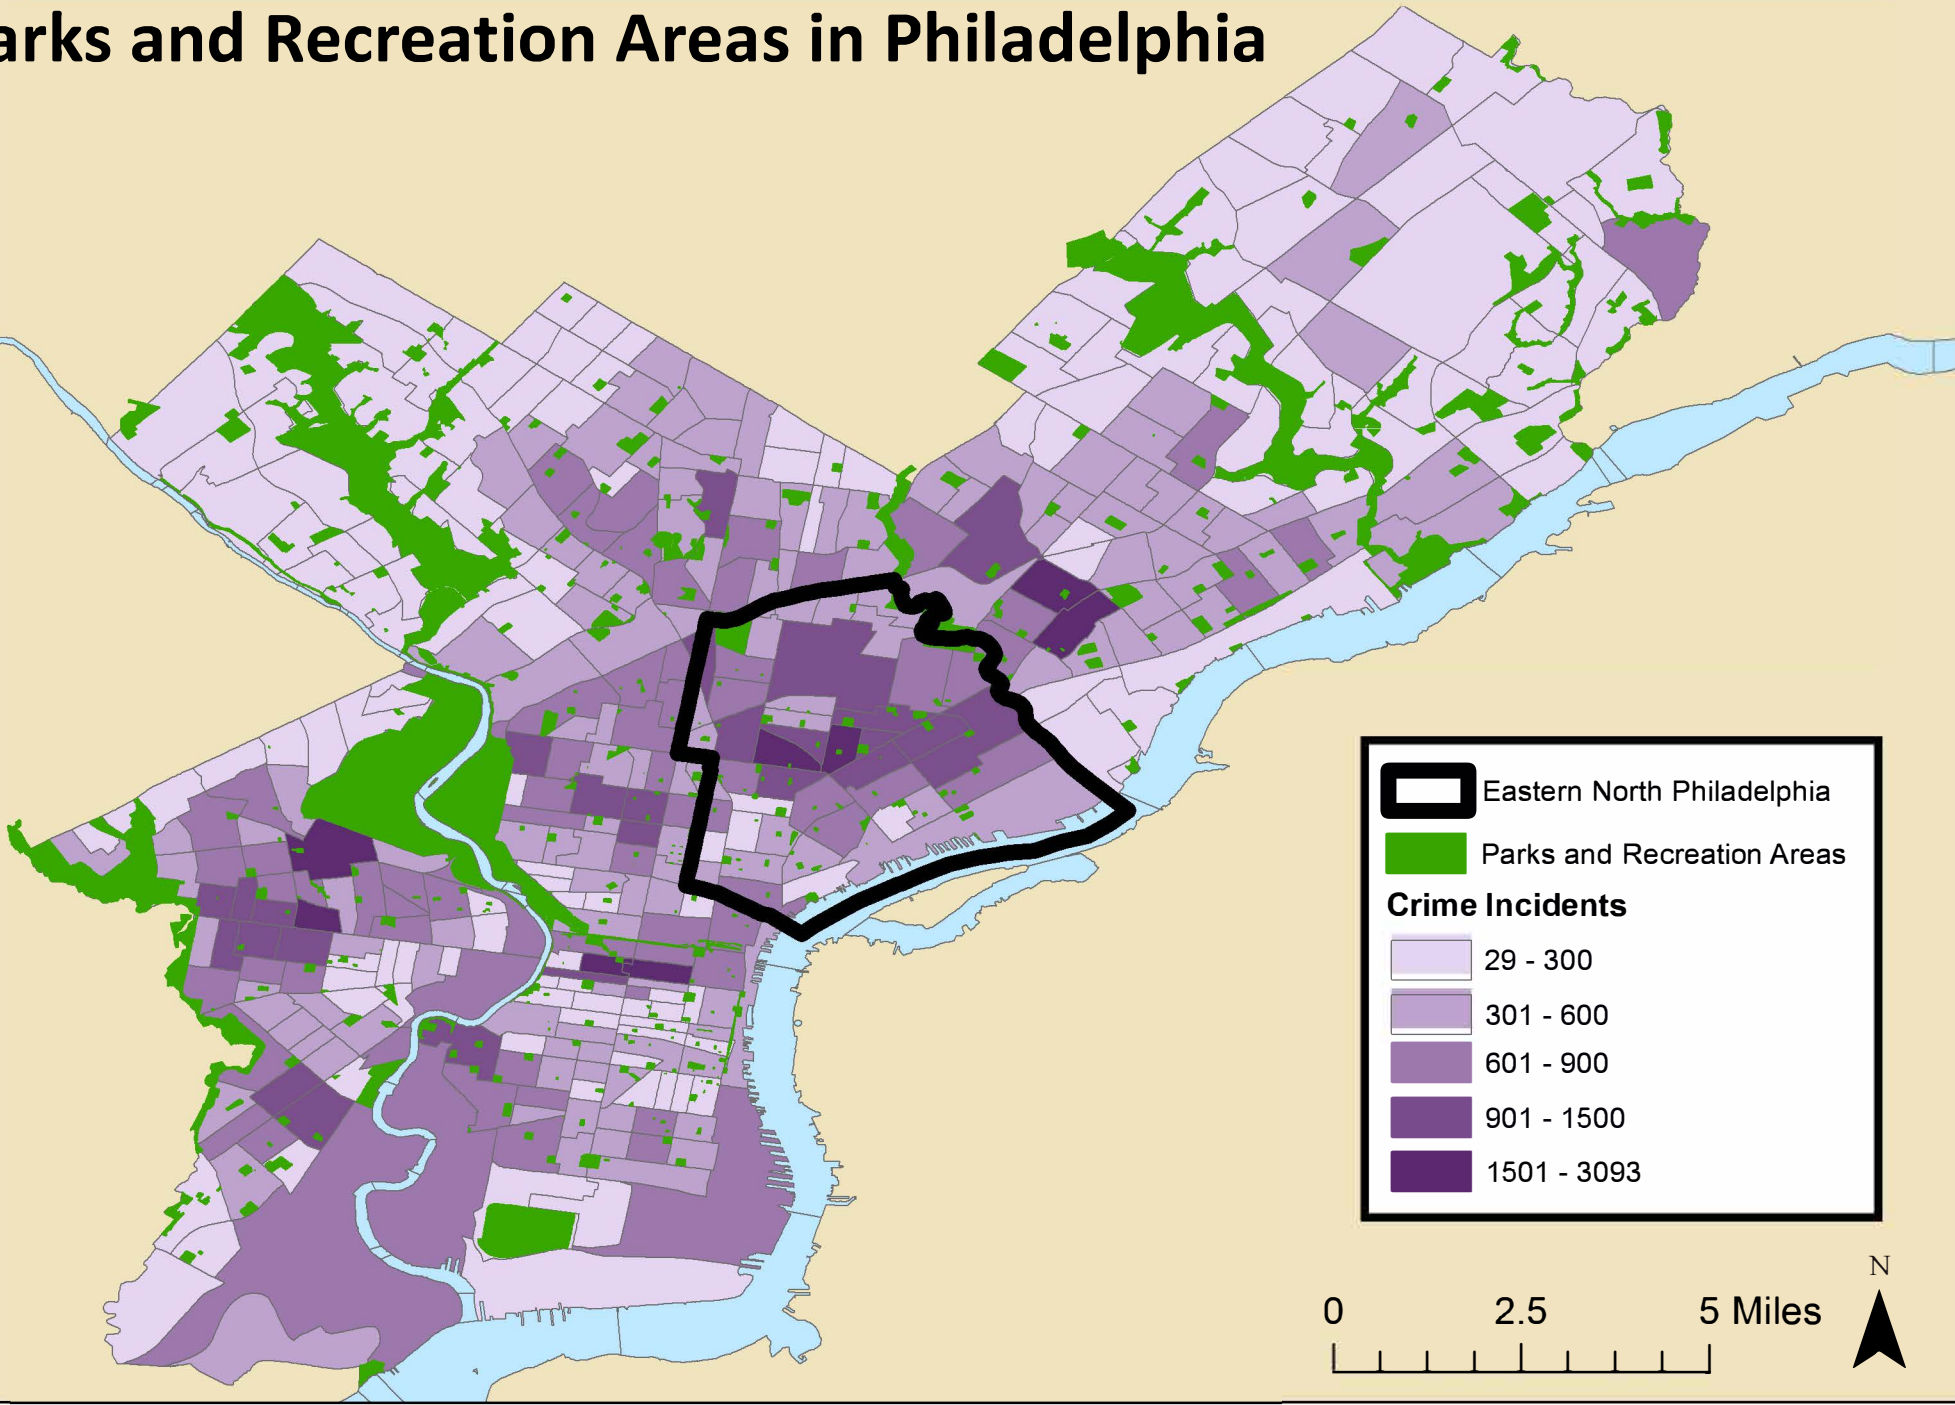 arks and Recreation Areas in Philadelphia
Eastern North Philadelphia
Parks and Recreation Areas
Crime Incidents
29 - 300
301 - 600
601 - 900
901 - 1500
1501 - 3093
N
0 2.5 5 Miles